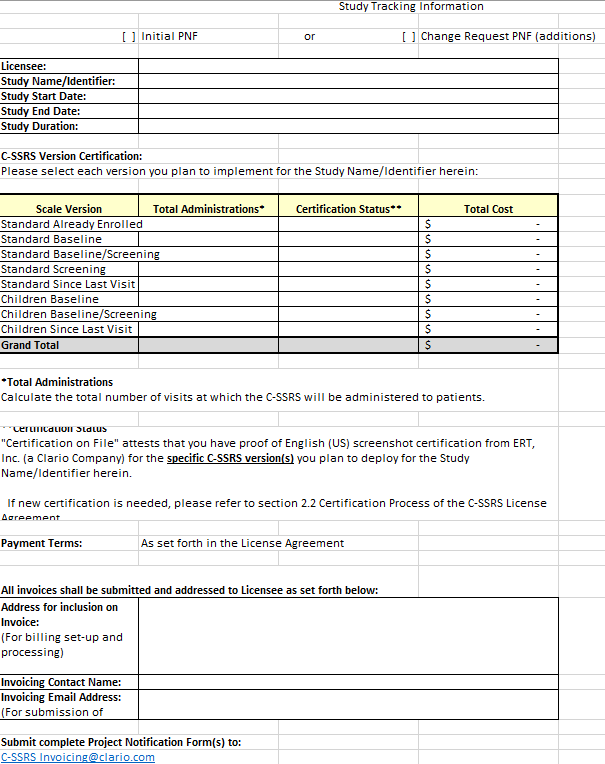 Study Tracking Information
[ ] Initial PNF or [ ] Change Request PNF (additions)
Licensee:
Study Name/Identifier:
Study Start Date:
Study End Date:
Study Duration:
C-SSRS Version Certification:
Please select each version you plan to implement for the Study Name/Identifier herein:
Scale Version Total Administrations* Certification Status** Total Cost
Standard Already Enrolled $ -
Standard Baseline $ -
Standard Baseline/Screening $ -
Standard Screening $ -
Standard Since Last Visit $ -
Children Baseline $ -
Children Baseline/Screening $ -
Children Since Last Visit $ -
Grand Total $ -
*Total Administrations
Calculate the total number of visits at which the C-SSRS will be administered to patients.
**Certification Status
"Certification on File" attests that you have proof of English (US) screenshot certification from ERT,
Inc. (a Clario Company) for the specific C-SSRS version(s) you plan to deploy for the Study
Name/Identifier herein.
If new certification is needed, please refer to section 2.2 Certification Process of the C-SSRS License
Agreement
Payment Terms: As set forth in the License Agreement
All invoices shall be submitted and addressed to Licensee as set forth below:
Address for inclusion on
Invoice:
(For billing set-up and
processing)
Invoicing Contact Name:
Invoicing Email Address:
(For submission of
Submit complete Project Notification Form(s) to:
C-SSRS_Invoicing@clario.com